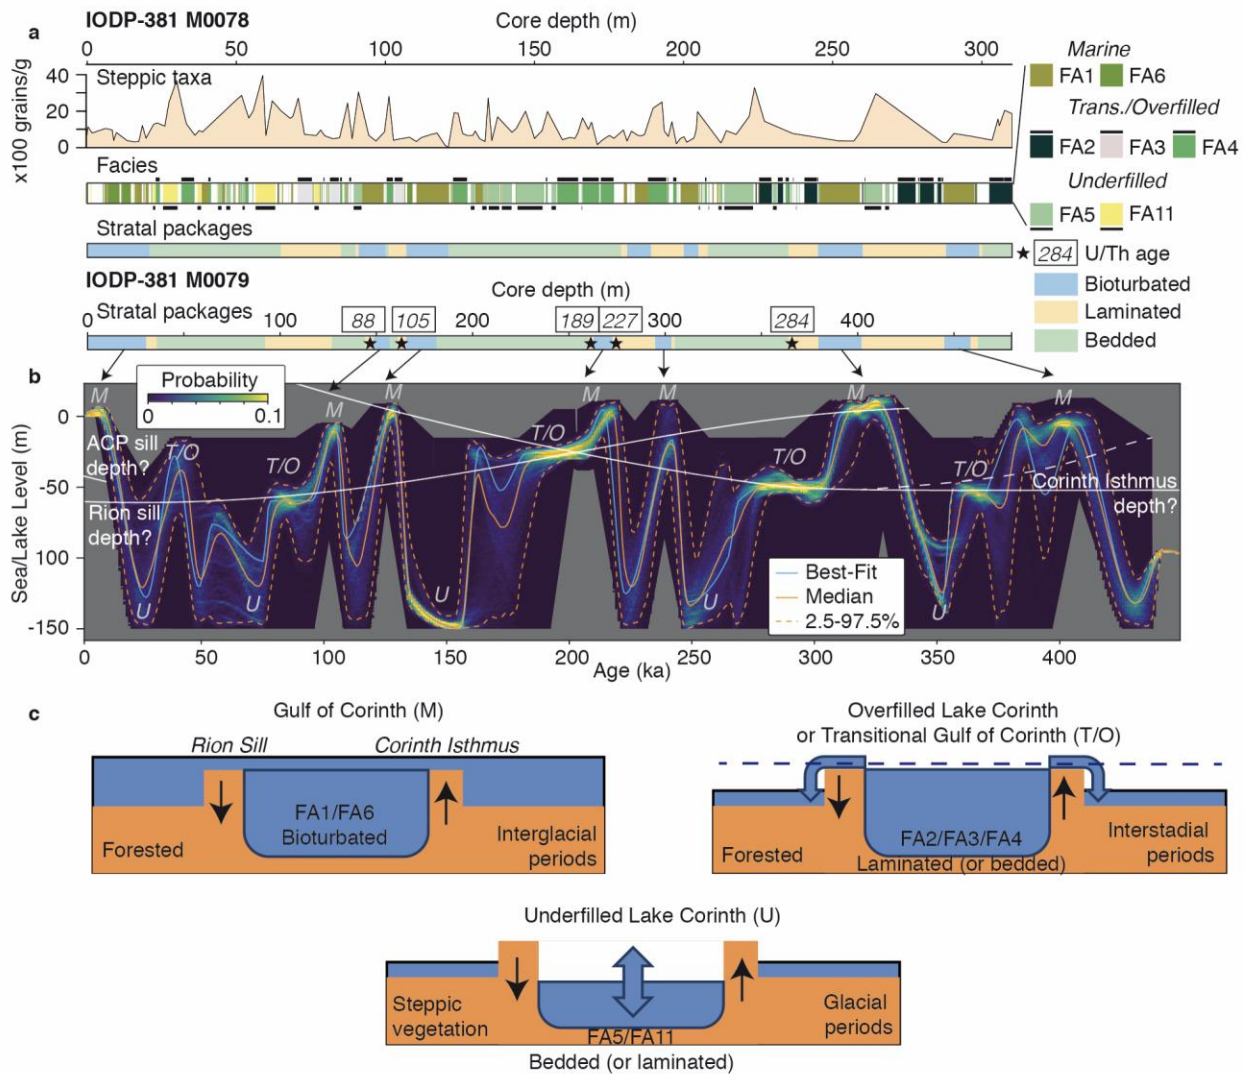 IODP-381 M0078
Core depth (m)
a
0 50 100 150 200 250 300
Steppic taxa
x100 grains/g
40
20
0
Facies
Stratal packages
Marine
FA1 FA6
Trans./Overfilled
FA2 FA3 FA4
Underfilled
FA5 FA11
284 U/Th age
Bioturbated
Laminated
Bedded
IODP-381 M0079
Core depth (m)
Stratal packages
0 100 200 300 400
88 105 189 227 284
b
Probability
0 0.1
M M M M M M M
T/O T/O T/O T/O T/O
U U U U U
ACP sill
depth?
Rion sill
depth?
Corinth Isthmus
depth?
Best-Fit
Median
2.5-97.5%
Sea/Lake Level (m)
0
-50
-100
-150
0 50 100 150 200 250 300 350 400
Age (ka)
c
Gulf of Corinth (M)
Rion Sill Corinth Isthmus
FA1/FA6
Bioturbated
Forested
Interglacial
periods
Overfilled Lake Corinth
or Transitional Gulf of Corinth (T/O)
FA2/FA3/FA4
Laminated (or bedded)
Forested
Interstadial
periods
Underfilled Lake Corinth (U)
Steppic
vegetation
Glacial
periods
FA5/FA11
Bedded (or laminated)